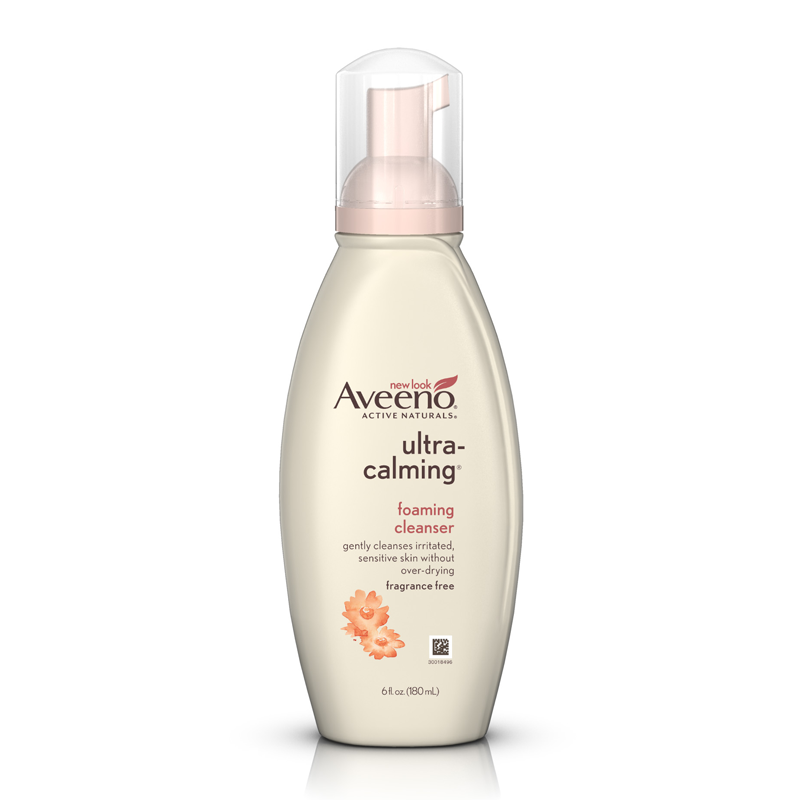 new look
Aveeno®
ACTIVE NATURALS®
ultra-
calming®
foaming
cleanser
gently cleanses irritated,
sensitive skin without
over-drying
fragrance free
30018496
6 fl. oz. (180 mL)